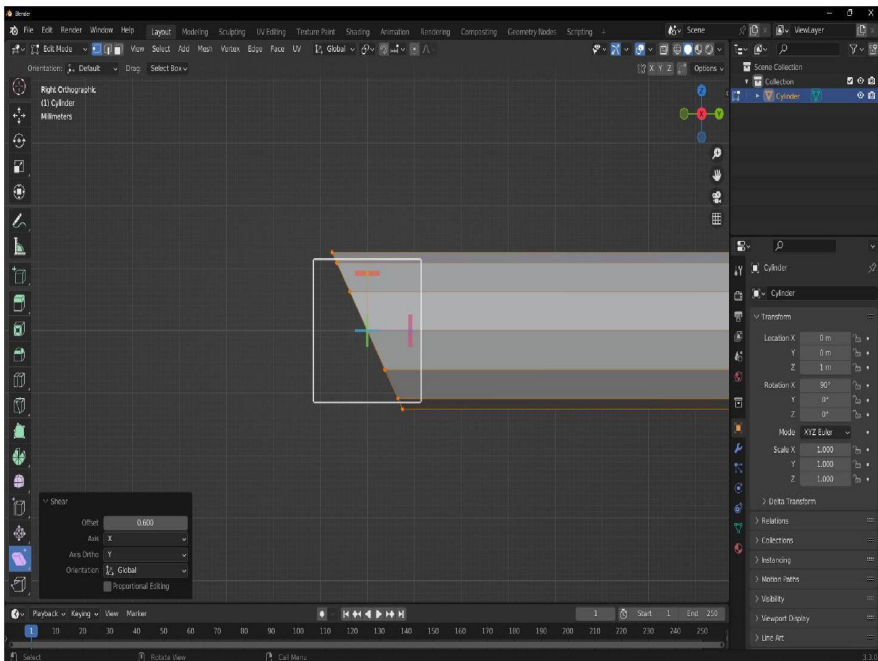 Blender
File Edit Render Window Help Layout Modeling Sculpting UV Editing Texture Paint Shading Animation Rendering Compositing Geometry Nodes Scripting + Scene ViewLayer
Edit Mode View Select Add Mesh Vertex Edge Face UV Global
Orientation: Default Drag: Select Box X Y Z Options
Right Orthographic
(1) Cylinder
Millimeters
Z
X
Y
Scene Collection
Collection
Cylinder
Cylinder
Cylinder
Transform
Location X 0 m
Y 0 m
Z 1 m
Rotation X 90°
Y 0°
Z 0°
Mode XYZ Euler
Scale X 1.000
Y 1.000
Z 1.000
Delta Transform
Relations
Collections
Instancing
Motion Paths
Visibility
Viewport Display
Line Art
Shear
Offset 0.600
Axis X
Axis Ortho Y
Orientation Global
Proportional Editing
Playback Keying View Marker 1 Start 1 End 250
1 10 20 30 40 50 60 70 80 90 100 110 120 130 140 150 160 170 180 190 200 210 220 230 240 250
Select Rotate View Call Menu 3.3.0